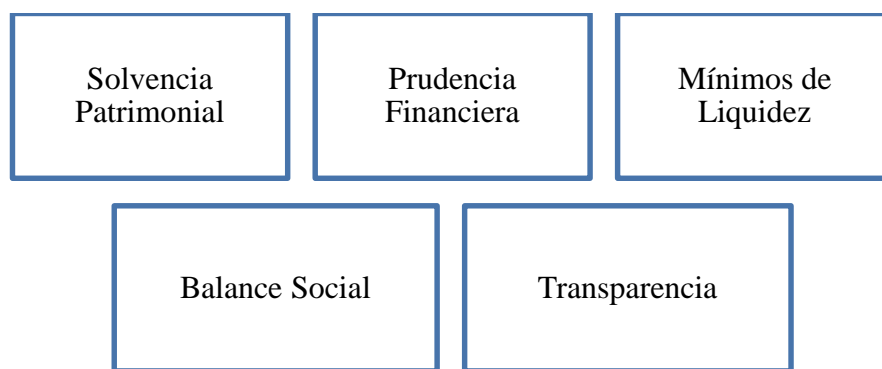 Solvencia
Patrimonial
Prudencia
Financiera
Mínimos de
Liquidez
Balance Social
Transparencia